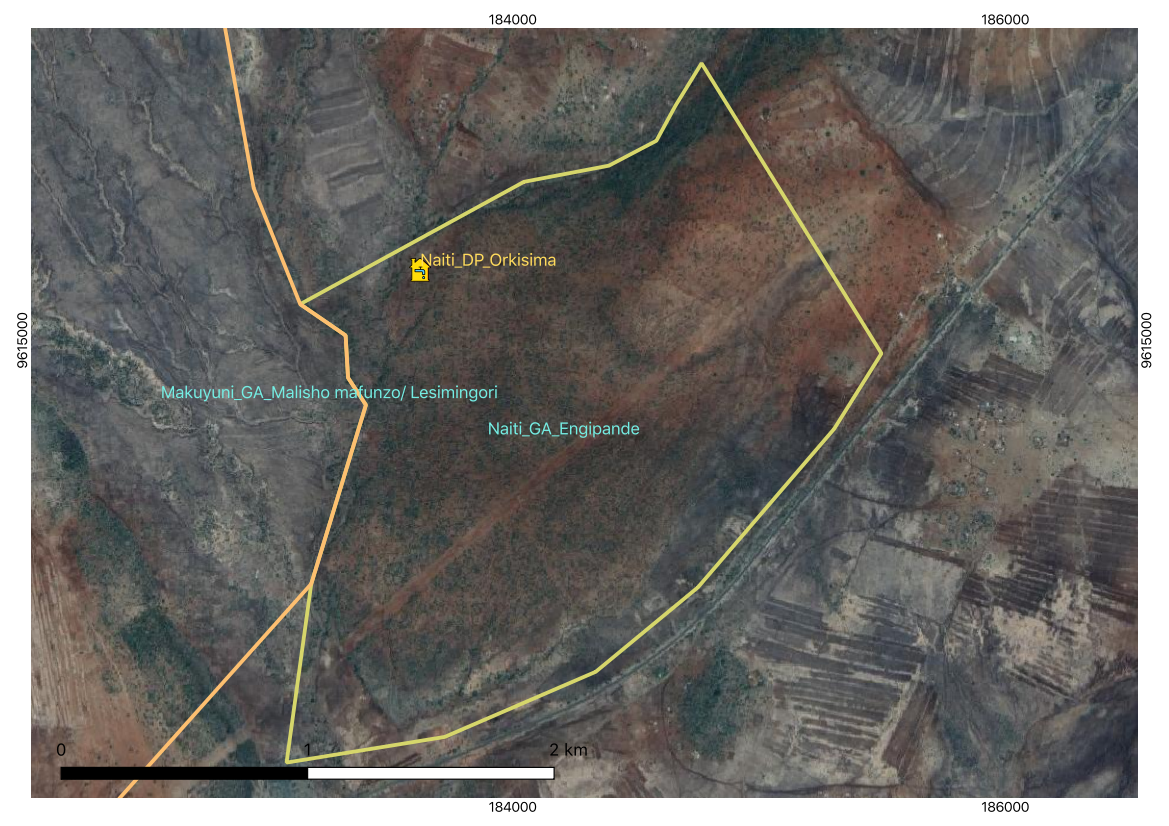 184000 186000
9615000 9615000
Naiti_DP_Orkisima
Makuyuni_GA_Malisho mafunzo/ Lesimingori
Naiti_GA_Engipande
0 1 2 km
184000 186000